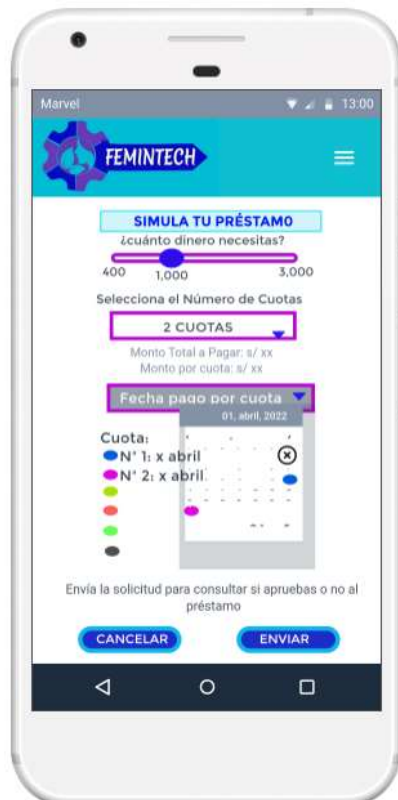 Marvel 13:00
FEMINTECH
SIMULA TU PRÉSTAMO
¿cuánto dinero necesitas?
400 1,000 3,000
Selecciona el Número de Cuotas
2 CUOTAS
Monto Total a Pagar: s/ xx
Monto por cuota: s/ xx
Fecha pago por cuota
01, abril, 2022
Cuota:
N° 1: x abril
N° 2: x abril
Envía la solicitud para consultar si apruebas o no al
préstamo
CANCELAR ENVIAR